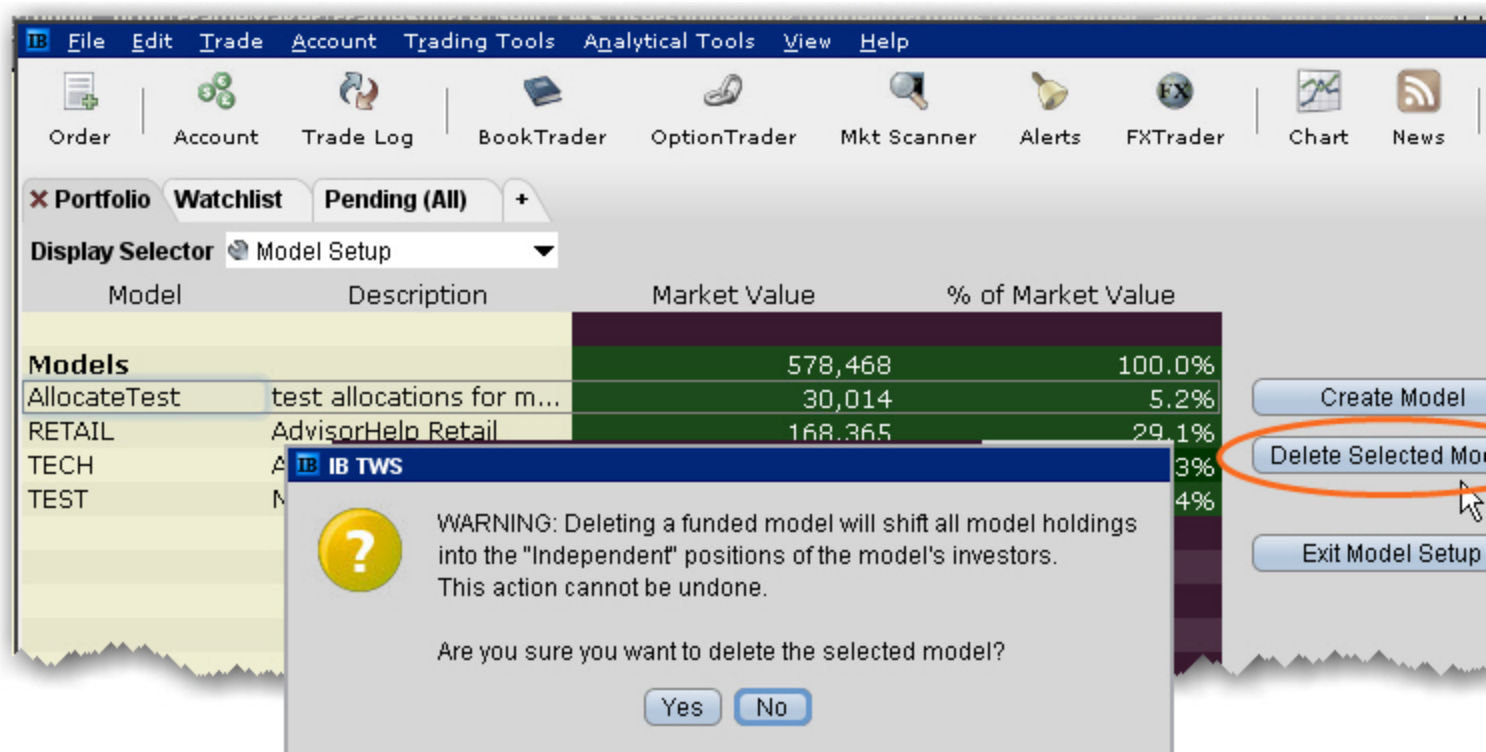 IB File Edit Trade Account Trading Tools Analytical Tools View Help
FX
Order Account Trade Log BookTrader OptionTrader Mkt Scanner Alerts FXTrader Chart News
Portfolio Watchlist Pending (All) +
Display Selector Model Setup
Model Description Market Value % of Market Value
Models 578,468 100.0%
AllocateTest test allocations for m... 30,014 5.2%
Create Model
RETAIL AdvisorHelp Retail 168,365 29.1%
TECH A 3%
Delete Selected Mod
TEST 4%
Exit Model Setup
IB IB TWS
?
WARNING: Deleting a funded model will shift all model holdings
into the "Independent" positions of the model's investors.
This action cannot be undone.
Are you sure you want to delete the selected model?
Yes No